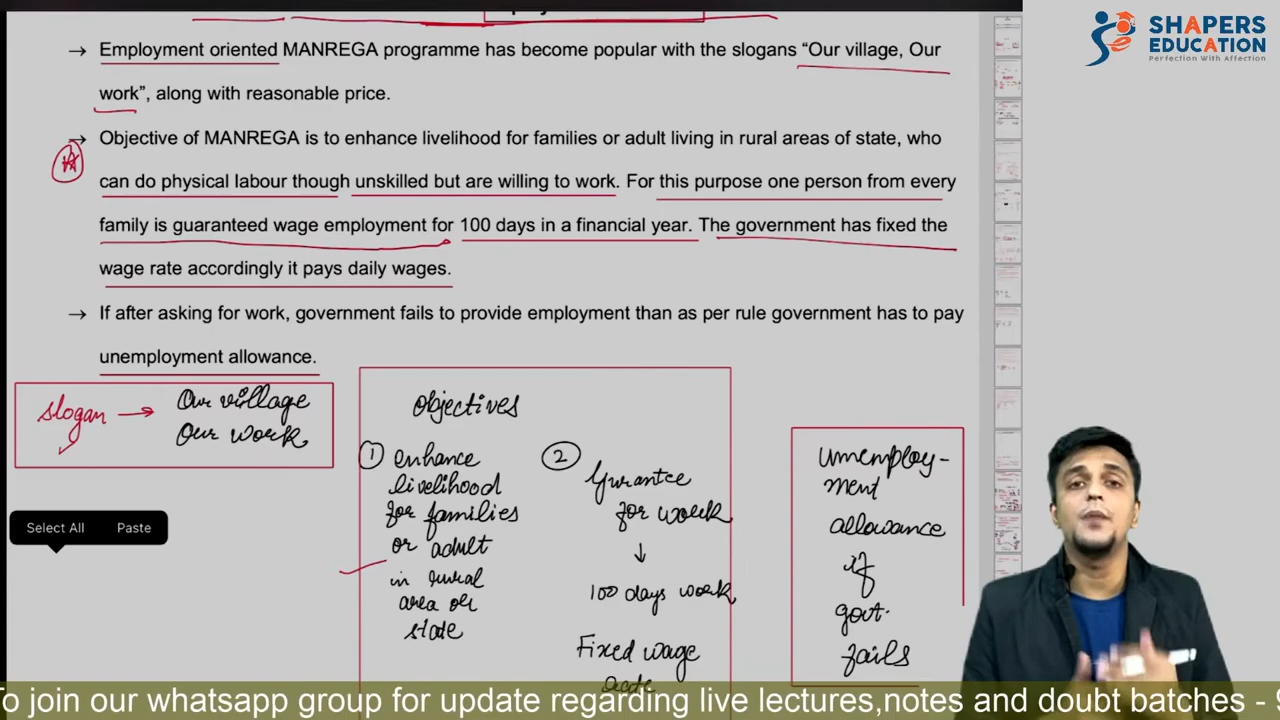 SHAPERS
EDUCATION
Perfection With Affection
→ Employment oriented MANREGA programme has become popular with the slogans “Our village, Our
work”, along with reasonable price.
→ Objective of MANREGA is to enhance livelihood for families or adult living in rural areas of state, who
can do physical labour though unskilled but are willing to work. For this purpose one person from every
family is guaranteed wage employment for 100 days in a financial year. The government has fixed the
wage rate accordingly it pays daily wages.
→ If after asking for work, government fails to provide employment than as per rule government has to pay
unemployment allowance.
slogan → Our village
Our work
Select All Paste
Objectives
1 enhance
livelihood
for families
or adult
in rural
area of
state
2
Gurantee
for work
↓
100 days work
Fixed wage
unemploy-
ment
allowance
if
govt.
fails
To join our whatsapp group for update regarding live lectures,notes and doubt batches -